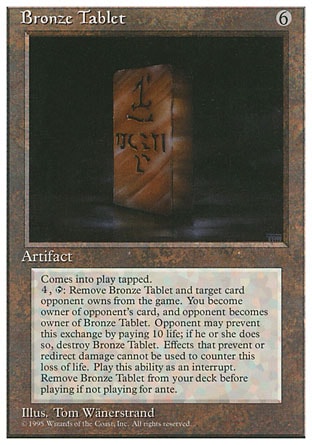 Bronze Tablet 6
Artifact
Comes into play tapped.
4, : Remove Bronze Tablet and target card
opponent owns from the game. You become
owner of opponent's card, and opponent becomes
owner of Bronze Tablet. Opponent may prevent
this exchange by paying 10 life; if he or she does
so, destroy Bronze Tablet. Effects that prevent or
redirect damage cannot be used to counter this
loss of life. Play this ability as an interrupt.
Remove Bronze Tablet from your deck before
playing if not playing for ante.
Illus. Tom Wänerstrand
© 1995 Wizards of the Coast, Inc. All rights reserved.